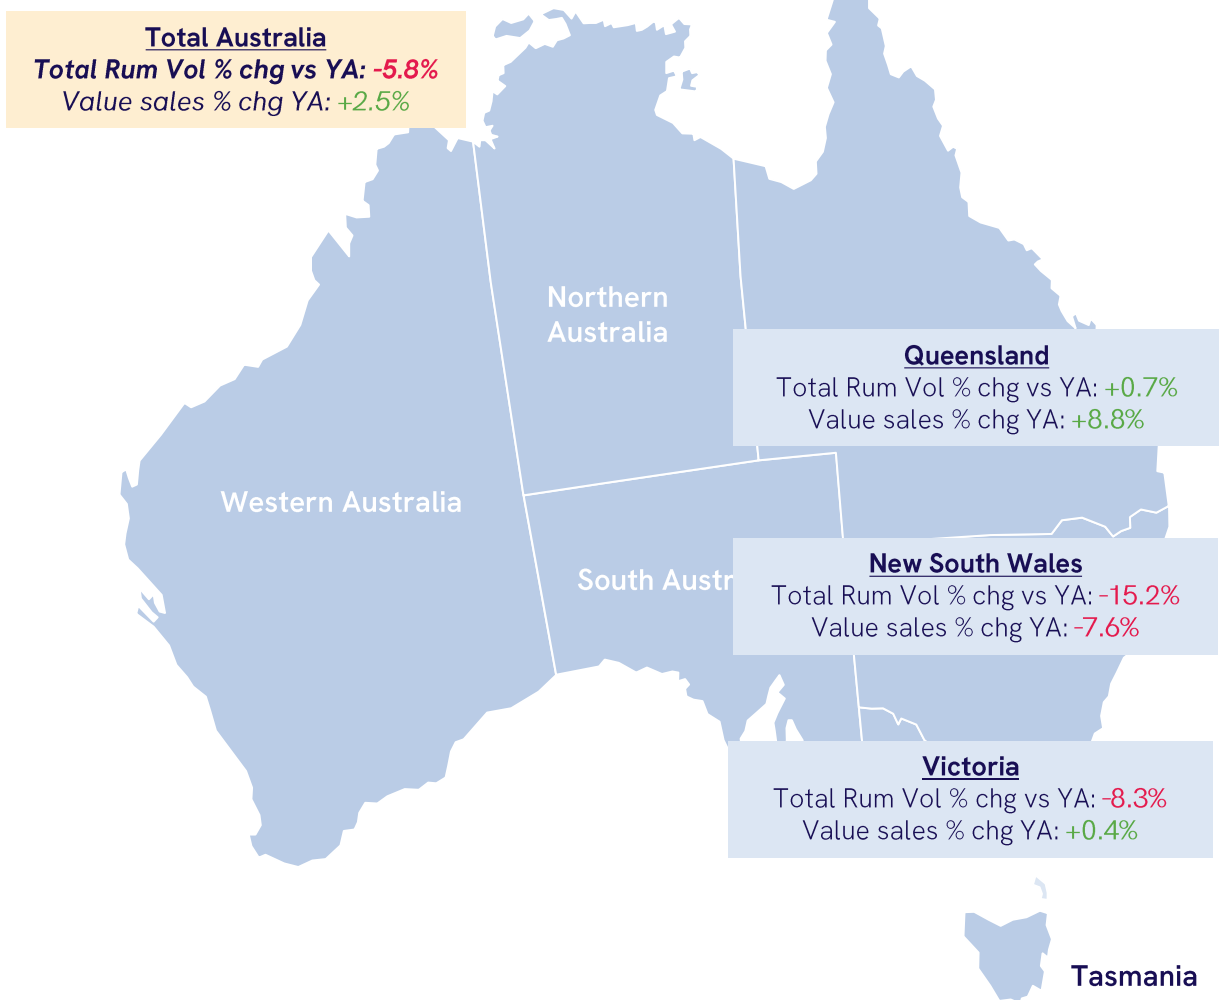 Total Australia
Total Rum Vol % chg vs YA: -5.8%
Value sales % chg YA: +2.5%
Northern
Australia
Queensland
Total Rum Vol % chg vs YA: +0.7%
Value sales % chg YA: +8.8%
Western Australia
South Austr
New South Wales
Total Rum Vol % chg vs YA: -15.2%
Value sales % chg YA: -7.6%
Victoria
Total Rum Vol % chg vs YA: -8.3%
Value sales % chg YA: +0.4%
Tasmania